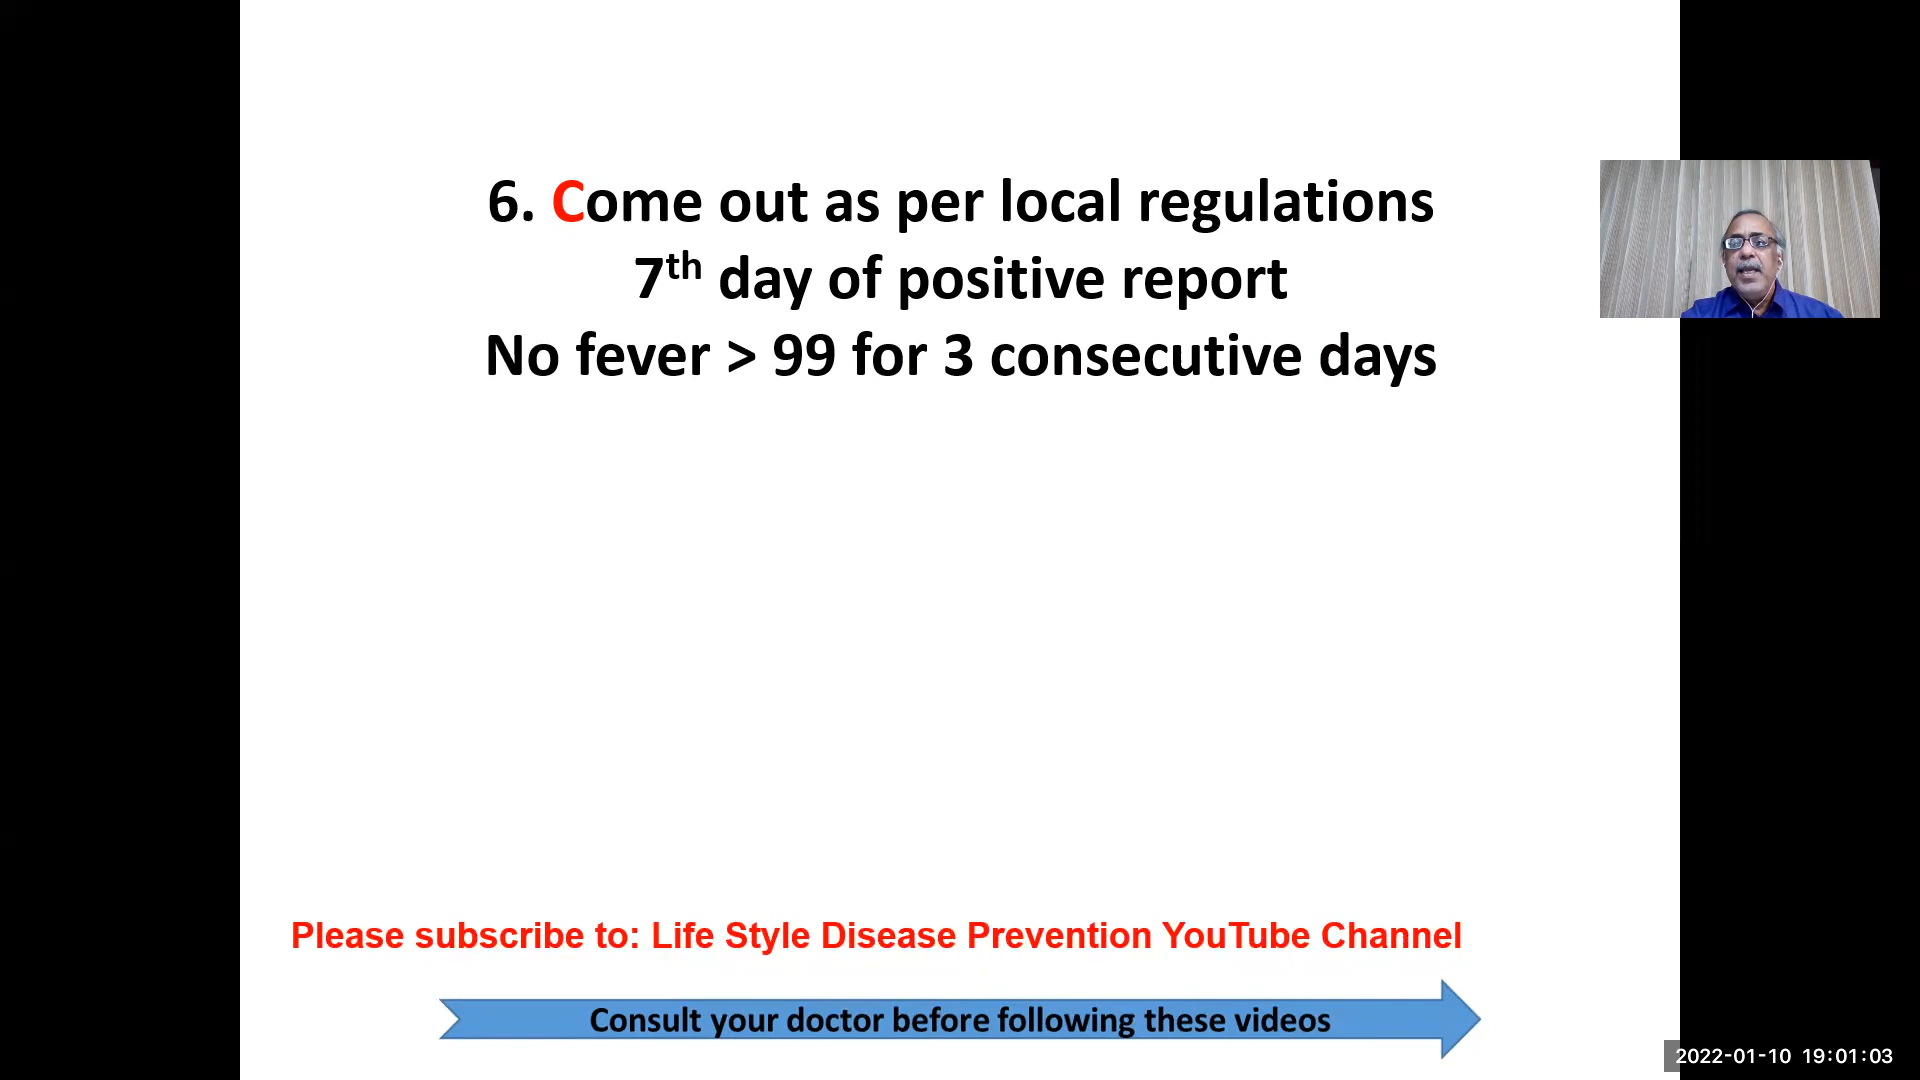 6. Come out as per local regulations
7th day of positive report
No fever > 99 for 3 consecutive days
Please subscribe to: Life Style Disease Prevention YouTube Channel
Consult your doctor before following these videos
2022-01-10 19:01:03